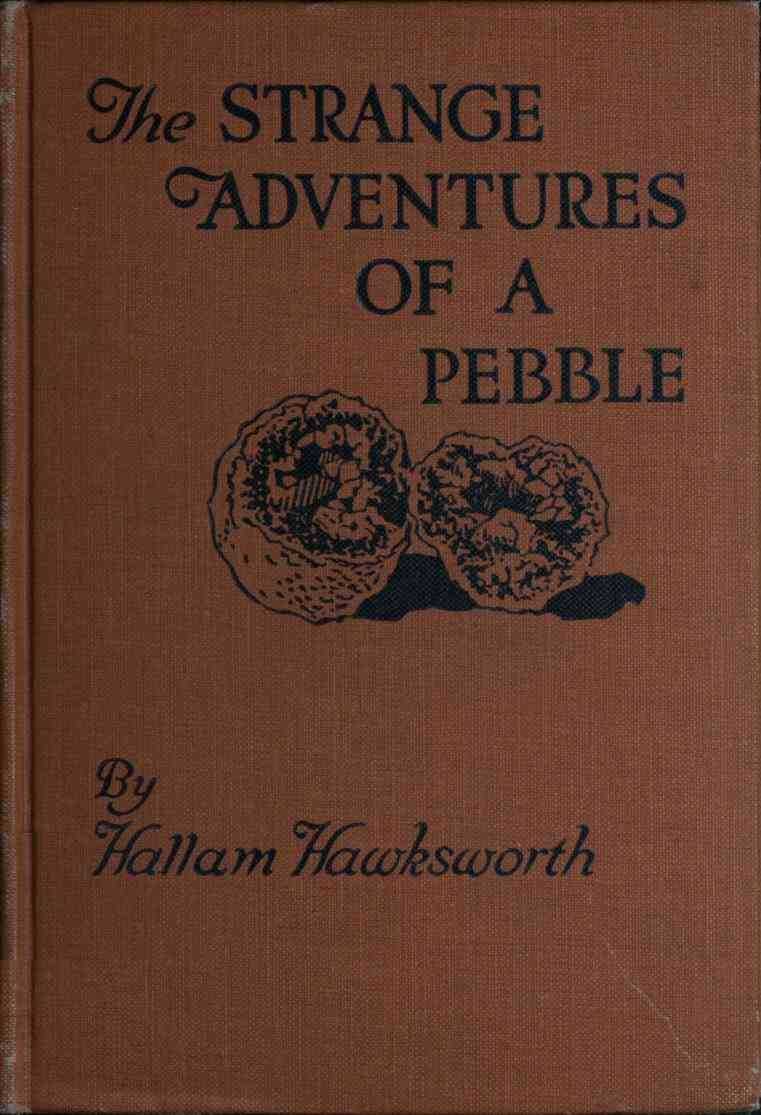 The STRANGE
ADVENTURES
OF A
PEBBLE
By
Hallam Hawksworth